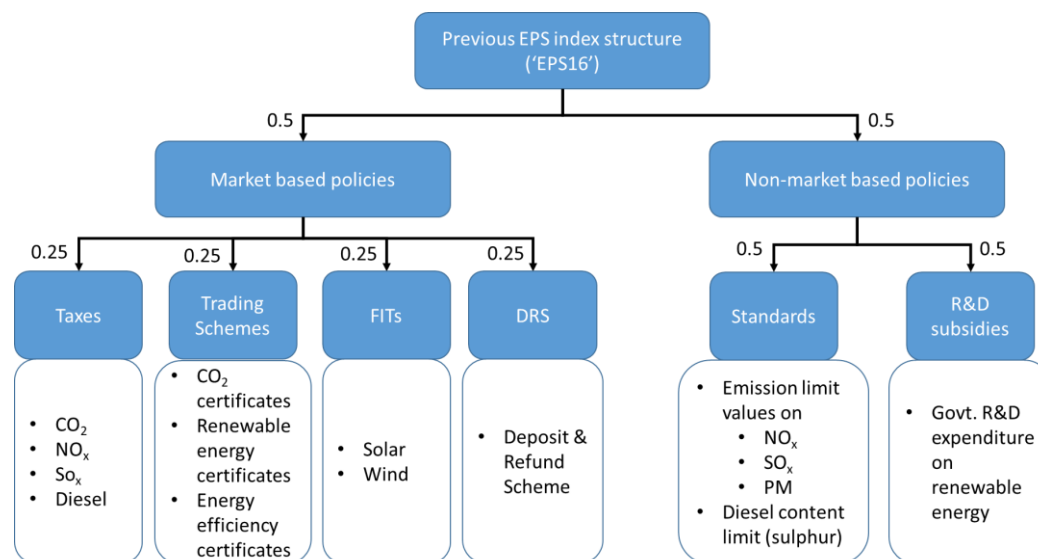 Previous EPS index structure
(‘EPS16’)
0.5
0.5
Market based policies
Non-market based policies
0.25
0.25
0.25
0.25
0.5
0.5
Taxes
Trading
Schemes
FITs
DRS
Standards
R&D
subsidies
• CO₂
• NOₓ
• Soₓ
• Diesel
• CO₂
certificates
• Renewable
energy
certificates
• Energy
efficiency
certificates
• Solar
• Wind
• Deposit &
Refund
Scheme
• Emission limit
values on
• NOₓ
• SOₓ
• PM
• Diesel content
limit (sulphur)
• Govt. R&D
expenditure
on
renewable
energy